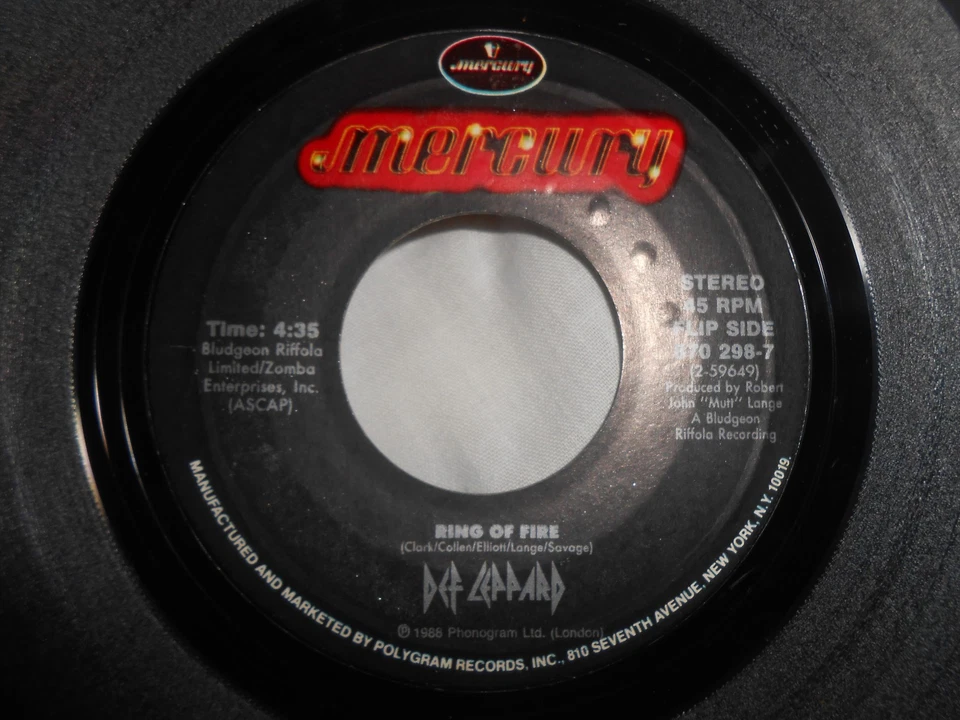 mercury
mercury
STEREO
45 RPM
FLIP SIDE
870 298-7
(2-59649)
Produced by Robert
John "Mutt" Lange
A Bludgeon
Riffola Recording
Time: 4:35
Bludgeon Riffola
Limited/Zomba
Enterprises, Inc.
(ASCAP)
RING OF FIRE
(Clark/Collen/Elliott/Lange/Savage)
DEF LEPPARD
℗ 1988 Phonogram Ltd. (London)
MANUFACTURED AND MARKETED BY POLYGRAM RECORDS, INC., 810 SEVENTH AVENUE, NEW YORK, N.Y. 10019.